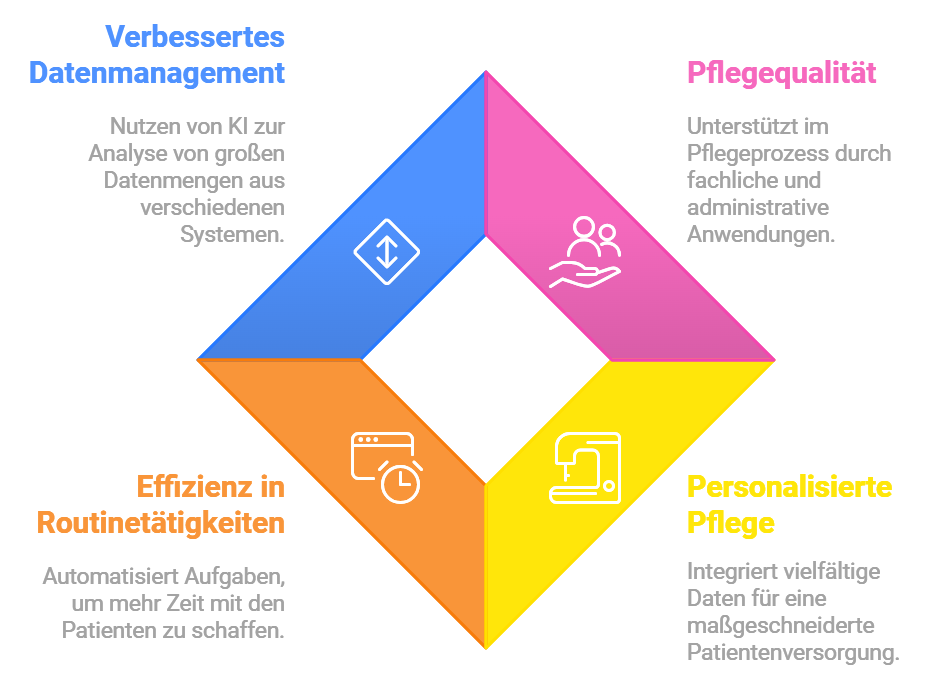 Verbessertes
Datenmanagement
Nutzen von KI zur
Analyse von großen
Datenmengen aus
verschiedenen
Systemen.
Pflegequalität
Unterstützt im
Pflegeprozess durch
fachliche und
administrative
Anwendungen.
Effizienz in
Routinetätigkeiten
Automatisiert Aufgaben,
um mehr Zeit mit den
Patienten zu schaffen.
Personalisierte
Pflege
Integriert vielfältige
Daten für eine
maßgeschneiderte
Patientenversorgung.